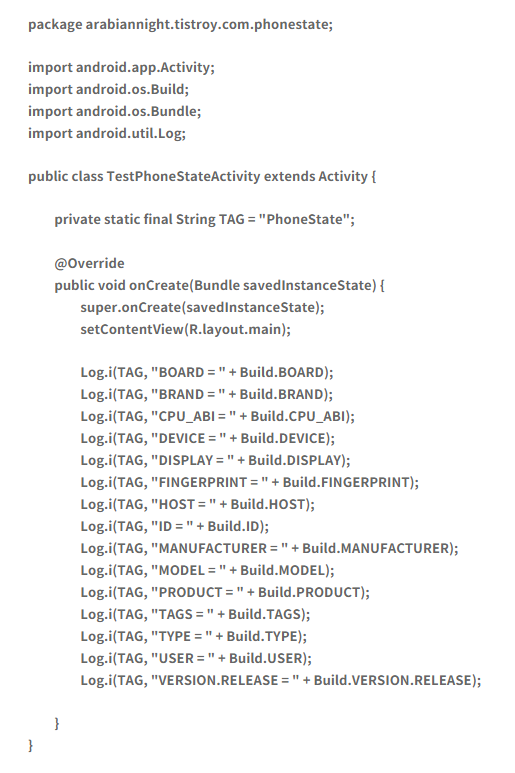 package arabiannight.tistroy.com.phonestate;

import android.app.Activity;
import android.os.Build;
import android.os.Bundle;
import android.util.Log;

public class TestPhoneStateActivity extends Activity {

    private static final String TAG = "PhoneState";

    @Override
    public void onCreate(Bundle savedInstanceState) {
        super.onCreate(savedInstanceState);
        setContentView(R.layout.main);

        Log.i(TAG, "BOARD = " + Build.BOARD);
        Log.i(TAG, "BRAND = " + Build.BRAND);
        Log.i(TAG, "CPU_ABI = " + Build.CPU_ABI);
        Log.i(TAG, "DEVICE = " + Build.DEVICE);
        Log.i(TAG, "DISPLAY = " + Build.DISPLAY);
        Log.i(TAG, "FINGERPRINT = " + Build.FINGERPRINT);
        Log.i(TAG, "HOST = " + Build.HOST);
        Log.i(TAG, "ID = " + Build.ID);
        Log.i(TAG, "MANUFACTURER = " + Build.MANUFACTURER);
        Log.i(TAG, "MODEL = " + Build.MODEL);
        Log.i(TAG, "PRODUCT = " + Build.PRODUCT);
        Log.i(TAG, "TAGS = " + Build.TAGS);
        Log.i(TAG, "TYPE = " + Build.TYPE);
        Log.i(TAG, "USER = " + Build.USER);
        Log.i(TAG, "VERSION.RELEASE = " + Build.VERSION.RELEASE);

    }
}